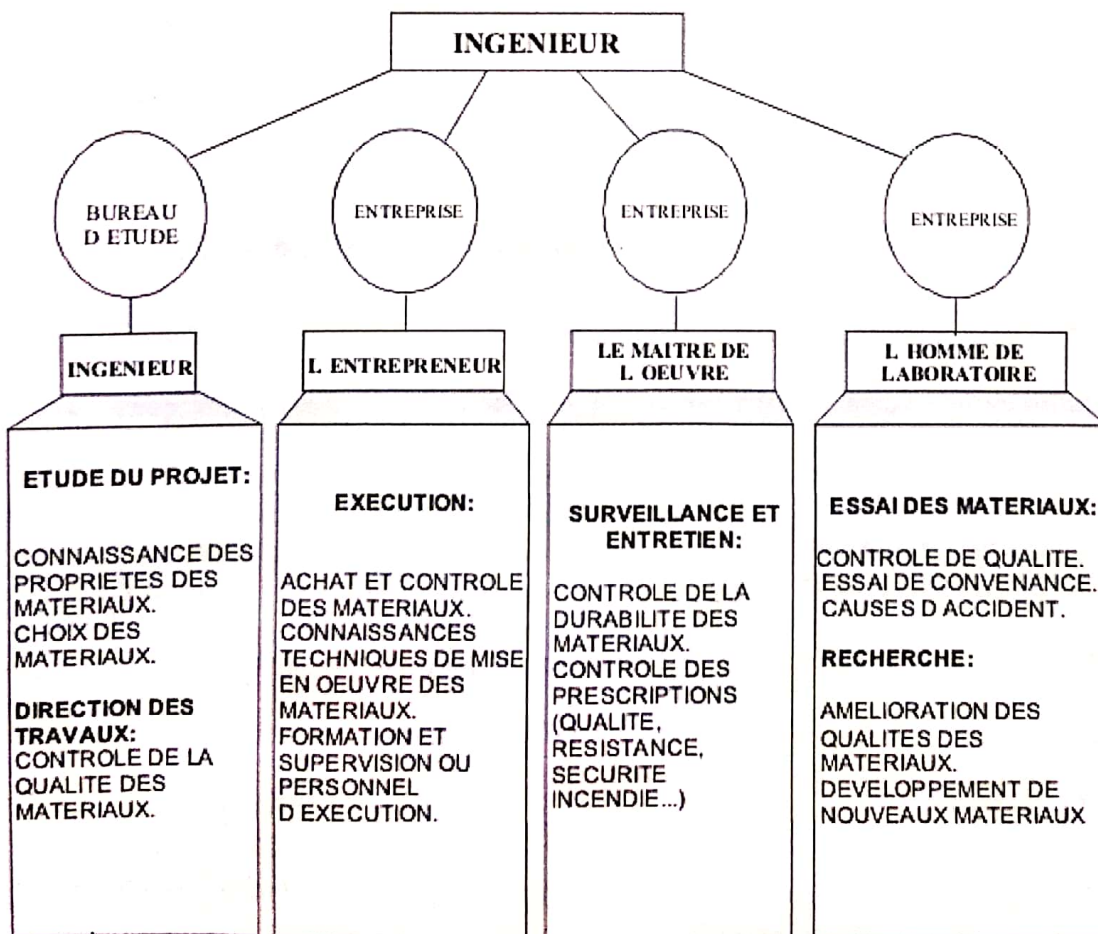 INGENIEUR
BUREAU
D ETUDE
ENTREPRISE
ENTREPRISE
ENTREPRISE
INGENIEUR
L ENTREPRENEUR
LE MAITRE DE
L OEUVRE
L HOMME DE
LABORATOIRE
ETUDE DU PROJET:
CONNAISSANCE DES
PROPRIETES DES
MATERIAUX.
CHOIX DES
MATERIAUX.
DIRECTION DES
TRAVAUX:
CONTROLE DE LA
QUALITE DES
MATERIAUX.
EXECUTION:
ACHAT ET CONTROLE
DES MATERIAUX.
CONNAISSANCES
TECHNIQUES DE MISE
EN OEUVRE DES
MATERIAUX.
FORMATION ET
SUPERVISION OU
PERSONNEL
D EXECUTION.
SURVEILLANCE ET
ENTRETIEN:
CONTROLE DE LA
DURABILITE DES
MATERIAUX.
CONTROLE DES
PRESCRIPTIONS
(QUALITE,
RESISTANCE,
SECURITE
INCENDIE...)
ESSAI DES MATERIAUX:
CONTROLE DE QUALITE.
ESSAI DE CONVENANCE.
CAUSES D ACCIDENT.
RECHERCHE:
AMELIORATION DES
QUALITES DES
MATERIAUX.
DEVELOPPEMENT DE
NOUVEAUX MATERIAUX